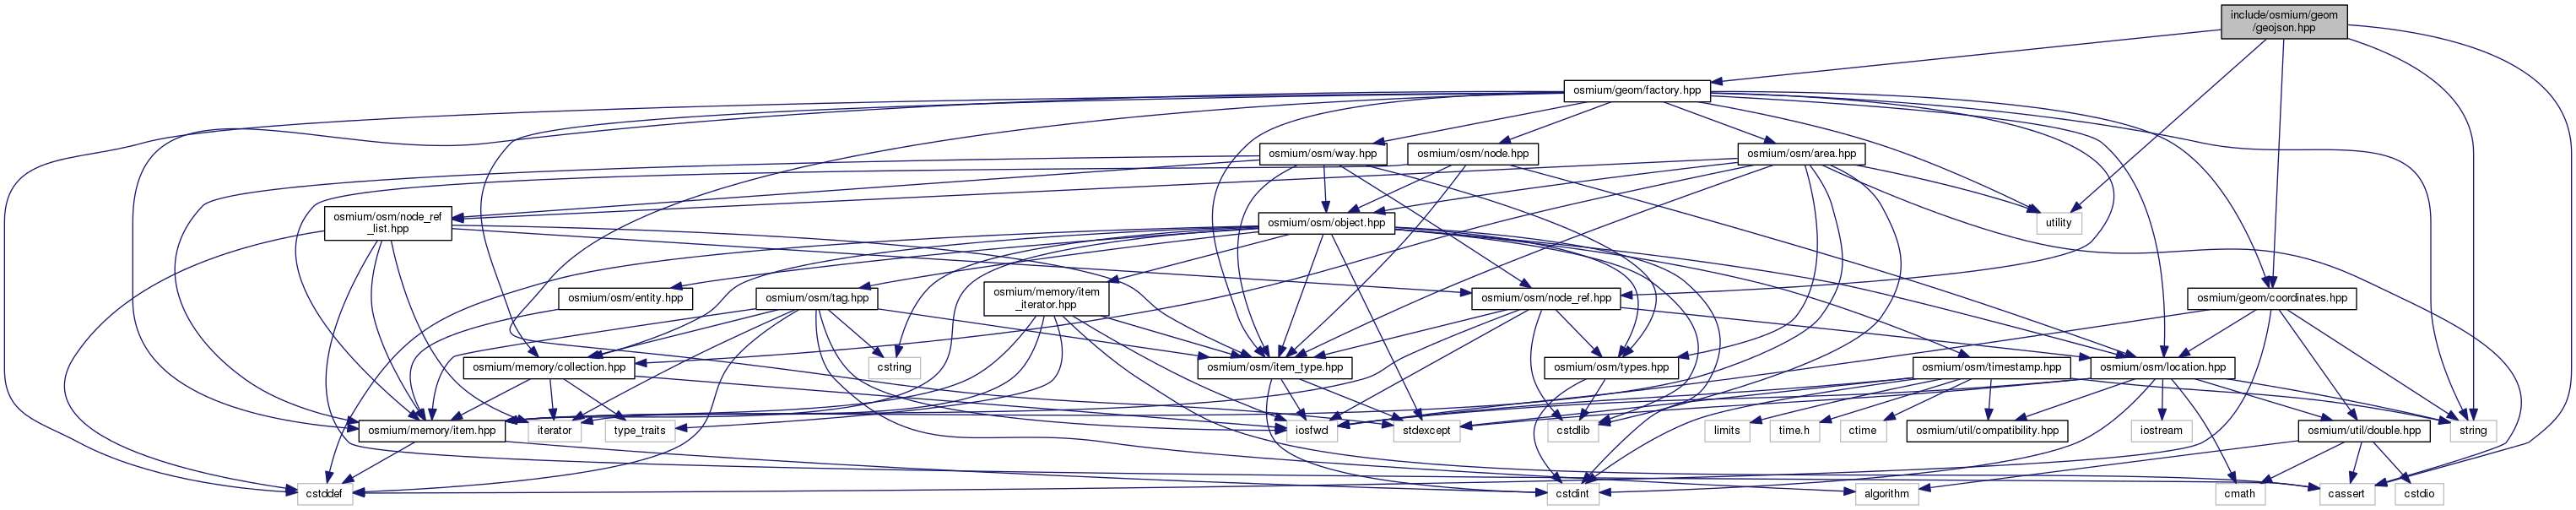 include/osmium/geom
/geojson.hpp
osmium/geom/factory.hpp
osmium/osm/way.hpp
osmium/osm/node.hpp
osmium/osm/area.hpp
osmium/osm/node_ref
_list.hpp
osmium/osm/object.hpp
utility
osmium/osm/entity.hpp
osmium/osm/tag.hpp
osmium/memory/item
_iterator.hpp
osmium/osm/node_ref.hpp
osmium/geom/coordinates.hpp
osmium/memory/collection.hpp
cstring
osmium/osm/item_type.hpp
osmium/osm/types.hpp
osmium/osm/timestamp.hpp
osmium/osm/location.hpp
osmium/memory/item.hpp
iterator
type_traits
iosfwd
stdexcept
cstdlib
limits
time.h
ctime
osmium/util/compatibility.hpp
iostream
osmium/util/double.hpp
string
cstddef
cstdint
algorithm
cmath
cassert
cstdio